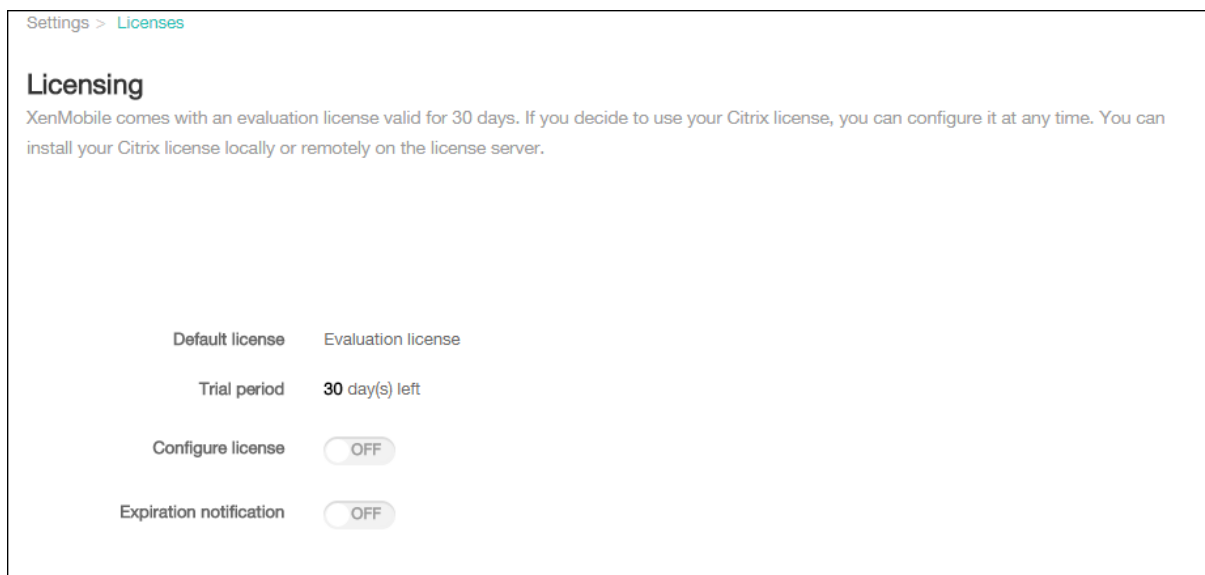 Settings > Licenses
Licensing
XenMobile comes with an evaluation license valid for 30 days. If you decide to use your Citrix license, you can configure it at any time. You can
install your Citrix license locally or remotely on the license server.
Default license Evaluation license
Trial period 30 day(s) left
Configure license OFF
Expiration notification OFF